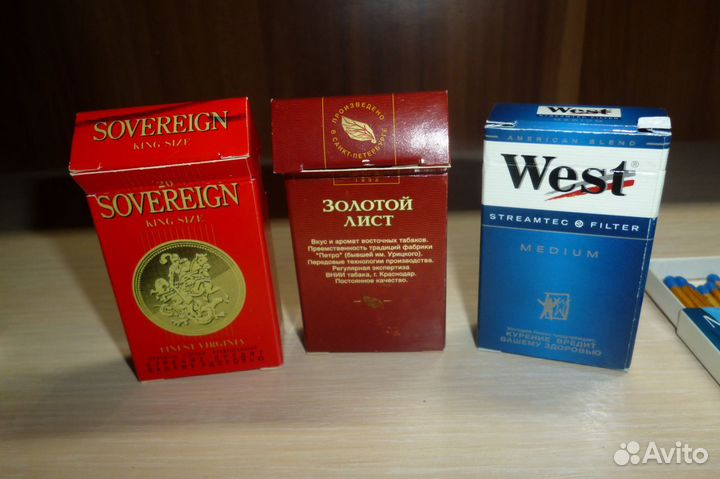 SOVEREIGN
KING SIZE
20
SOVEREIGN
KING SIZE
FINEST VIRGINIA
ПРОИЗВЕДЕНО
В САНКТ-ПЕТЕРБУРГЕ
ЗОЛОТОЙ
ЛИСТ
Вкус и аромат восточных табаков.
Преемственность традиций фабрики
"Петро" (бывшей им. Урицкого).
Передовые технологии производства.
Регулярная экспертиза
ВНИИ табака, г. Краснодар.
Постоянное качество.
West
AMERICAN BLEND
West®
STREAMTEC FILTER
MEDIUM
КУРЕНИЕ ВРЕДИТ
ВАШЕМУ ЗДОРОВЬЮ
Avito